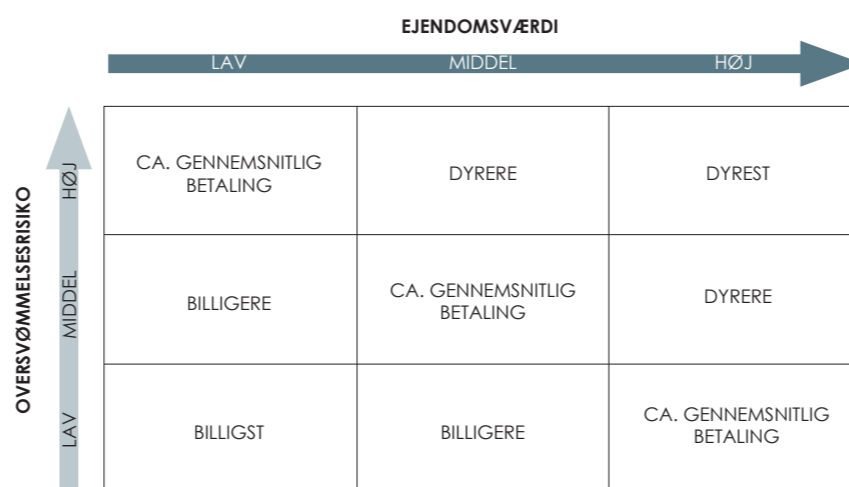 EJENDOMSVÆRDI
LAV MIDDEL HØJ
OVERSVØMMELSESRISIKO
HØJ
CA. GENNEMSNITLIG
BETALING
DYRERE
DYREST
MIDDEL
BILLIGERE
CA. GENNEMSNITLIG
BETALING
DYRERE
LAV
BILLIGST
BILLIGERE
CA. GENNEMSNITLIG
BETALING